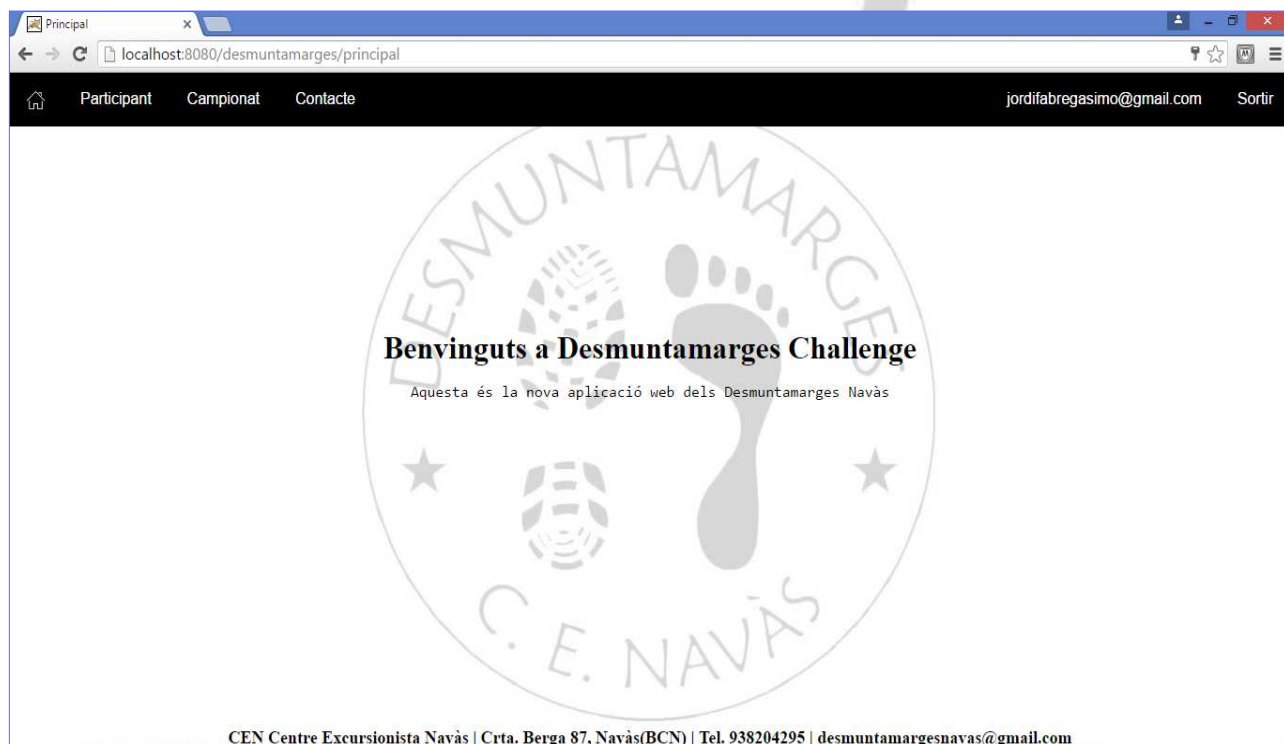 Principal
localhost:8080/desmuntamarges/principal
Participant Campionat Contacte jordifabregasimo@gmail.com Sortir
DESMUNTAMARGES
Benvinguts a Desmuntamarges Challenge
Aquesta és la nova aplicació web dels Desmuntamarges Navàs
C. E. NAVÀS
CEN Centre Excursionista Navàs | Crta. Berga 87, Navàs(BCN) | Tel. 938204295 | desmuntamargesnavas@gmail.com